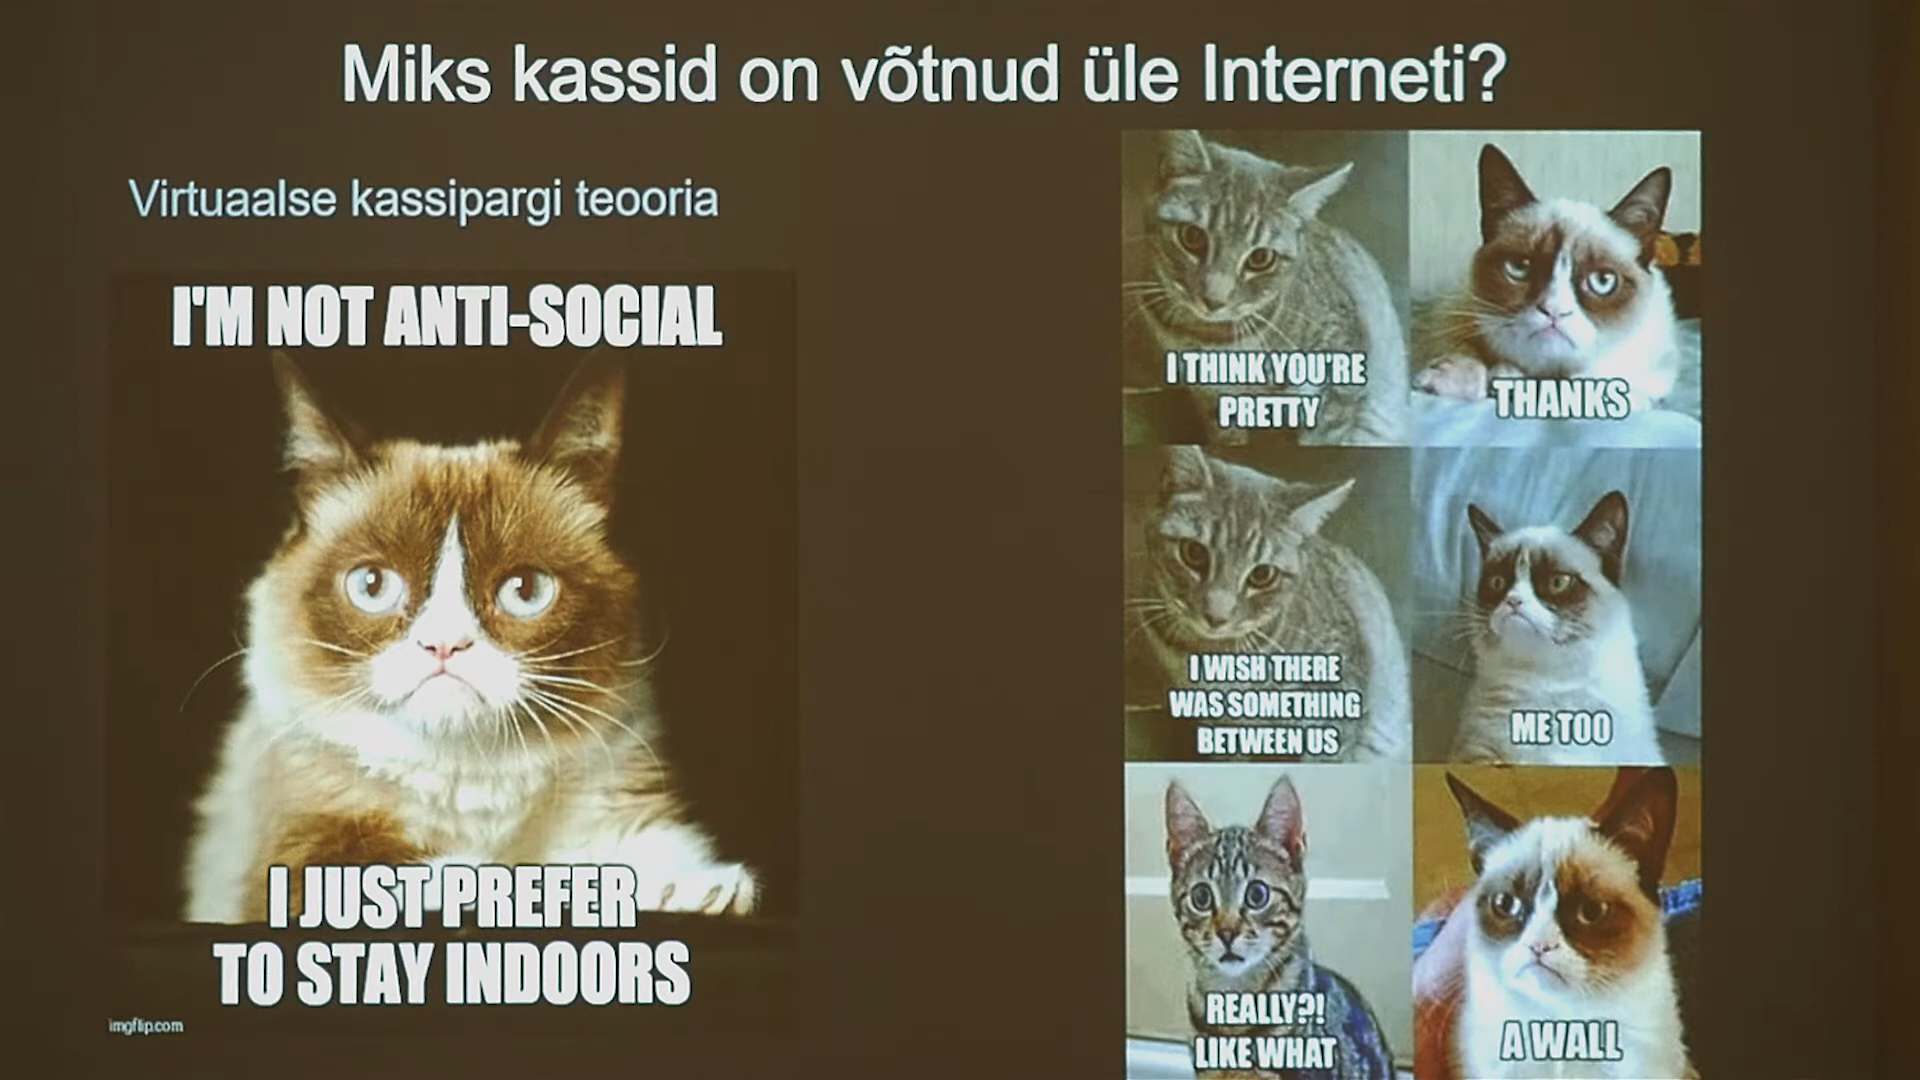 Miks kassid on võtnud üle Interneti?
Virtuaalse kassipargi teooria
I'M NOT ANTI-SOCIAL
I JUST PREFER
TO STAY INDOORS
imgflip.com
I THINK YOU'RE
PRETTY
THANKS
I WISH THERE
WAS SOMETHING
BETWEEN US
ME TOO
REALLY?!
LIKE WHAT
A WALL